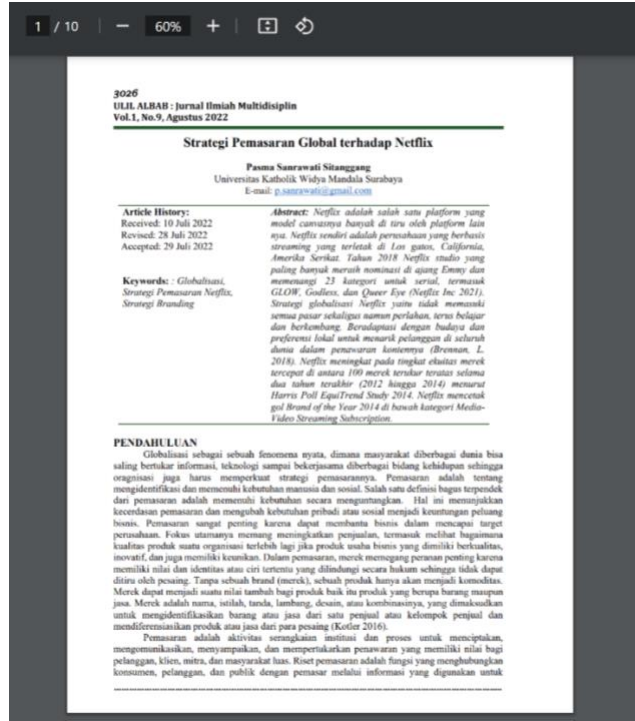 1 / 10
60%
3026
ULIL ALBAB : Jurnal Ilmiah Multidisiplin
Vol.1, No.9, Agustus 2022
Strategi Pemasaran Global terhadap Netflix
Pasma Sanrawati Sitanggang
Universitas Katholik Widya Mandala Surabaya
E-mail: p.sanrawati@gmail.com
Article History:
Received: 10 Juli 2022
Revised: 28 Juli 2022
Accepted: 29 Juli 2022
Keywords: : Globalisasi,
Strategi Pemasaran Netflix,
Strategi Branding
Abstract: Netflix adalah salah satu platform yang
model canvasnya banyak di tiru oleh platform lain
nya. Netflix sendiri adalah perusahaan yang berbasis
streaming yang terletak di Los gatos, California,
Amerika Serikat. Tahun 2018 Netflix studio yang
paling banyak meraih nominasi di ajang Emmy dan
memenangi 23 kategori untuk serial, termasuk
GLOW, Godless, dan Queer Eye (Netflix Inc 2021).
Strategi globalisasi Netflix yaitu tidak memasuki
semua pasar sekaligus namun perlahan, terus belajar
dan berkembang. Beradaptasi dengan budaya dan
preferensi lokal untuk menarik pelanggan di seluruh
dunia dalam penawaran kontennya (Brennan, L.
2018). Netflix meningkat pada tingkat ekuitas merek
tercepat di antara 100 merek terukur teratas selama
dua tahun terakhir (2012 hingga 2014) menurut
Harris Poll EquiTrend Study 2014. Netflix mencetak
gol Brand of the Year 2014 di bawah kategori Media-
Video Streaming Subscription.
PENDAHULUAN
Globalisasi sebagai sebuah fenomena nyata, dimana masyarakat diberbagai dunia bisa
saling bertukar informasi, teknologi sampai bekerjasama diberbagai bidang kehidupan sehingga
oragnisasi juga harus memperkuat strategi pemasarannya. Pemasaran adalah tentang
mengidentifikasi dan memenuhi kebutuhan manusia dan sosial. Salah satu definisi bagus terpendek
dari pemasaran adalah memenuhi kebutuhan secara menguntungkan. Hal ini menunjukkan
kecerdasan pemasaran dan mengubah kebutuhan pribadi atau sosial menjadi keuntungan peluang
bisnis. Pemasaran sangat penting karena dapat membantu bisnis dalam mencapai target
perusahaan. Fokus utamanya memang meningkatkan penjualan, termasuk melihat bagaimana
kualitas produk suatu organisasi terlebih lagi jika produk usaha bisnis yang dimiliki berkualitas,
inovatif, dan juga memiliki keunikan. Dalam pemasaran, merek memegang peranan penting karena
memiliki nilai dan identitas atau ciri tertentu yang dilindungi secara hukum sehingga tidak dapat
ditiru oleh pesaing. Tanpa sebuah brand (merek), sebuah produk hanya akan menjadi komoditas.
Merek dapat menjadi suatu nilai tambah bagi produk baik itu produk yang berupa barang maupun
jasa. Merek adalah nama, istilah, tanda, lambang, desain, atau kombinasinya, yang dimaksudkan
untuk mengidentifikasikan barang atau jasa dari satu penjual atau kelompok penjual dan
mendiferensiasikan produk atau jasa dari para pesaing (Kotler 2016).
Pemasaran adalah aktivitas serangkaian institusi dan proses untuk menciptakan,
mengomunikasikan, menyampaikan, dan mempertukarkan penawaran yang memiliki nilai bagi
pelanggan, klien, mitra, dan masyarakat luas. Riset pemasaran adalah fungsi yang menghubungkan
konsumen, pelanggan, dan publik dengan pemasar melalui informasi yang digunakan untuk